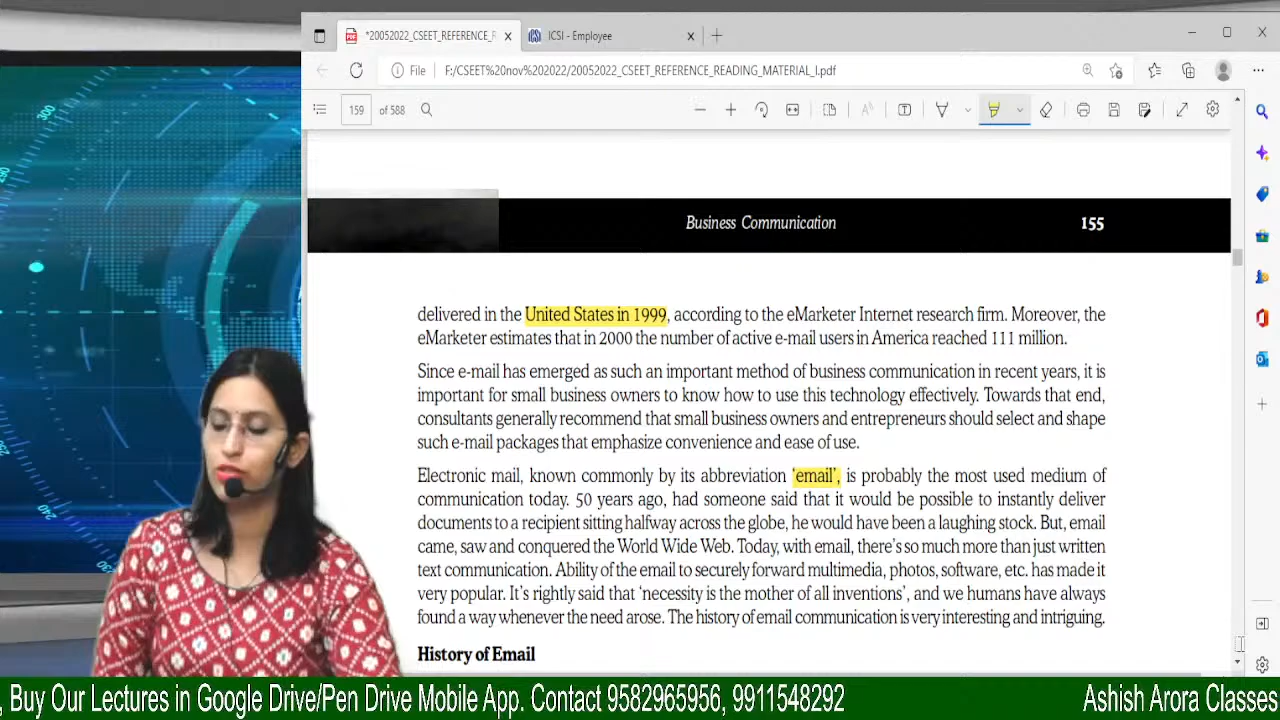 *20052022_CSEET_REFERENCE_R
ICSI - Employee
File
F:/CSEET%20nov%202022/20052022_CSEET_REFERENCE_READING_MATERIAL_I.pdf
159 of 588
Business Communication 155
delivered in the United States in 1999, according to the eMarketer Internet research firm. Moreover, the
eMarketer estimates that in 2000 the number of active e-mail users in America reached 111 million.
Since e-mail has emerged as such an important method of business communication in recent years, it is
important for small business owners to know how to use this technology effectively. Towards that end,
consultants generally recommend that small business owners and entrepreneurs should select and shape
such e-mail packages that emphasize convenience and ease of use.
Electronic mail, known commonly by its abbreviation ‘email’, is probably the most used medium of
communication today. 50 years ago, had someone said that it would be possible to instantly deliver
documents to a recipient sitting halfway across the globe, he would have been a laughing stock. But, email
came, saw and conquered the World Wide Web. Today, with email, there’s so much more than just written
text communication. Ability of the email to securely forward multimedia, photos, software, etc. has made it
very popular. It’s rightly said that ‘necessity is the mother of all inventions’, and we humans have always
found a way whenever the need arose. The history of email communication is very interesting and intriguing.
History of Email
, Buy Our Lectures in Google Drive/Pen Drive Mobile App. Contact 9582965956, 9911548292
Ashish Arora Classes
300
240